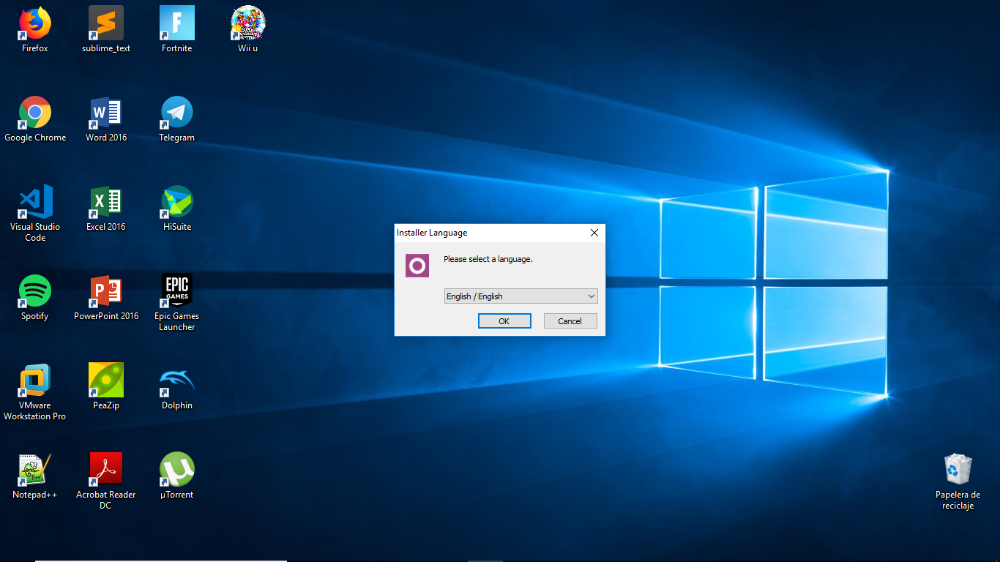 Firefox
sublime_text
Fortnite
Wii u
Google Chrome
Word 2016
Telegram
Visual Studio
Code
Excel 2016
HiSuite
Spotify
PowerPoint 2016
EPIC
GAMES
Epic Games
Launcher
VMware
Workstation Pro
PeaZip
Dolphin
Notepad++
Acrobat Reader
DC
µTorrent
Installer Language
Please select a language.
English / English
OK
Cancel
Papelera de
reciclaje